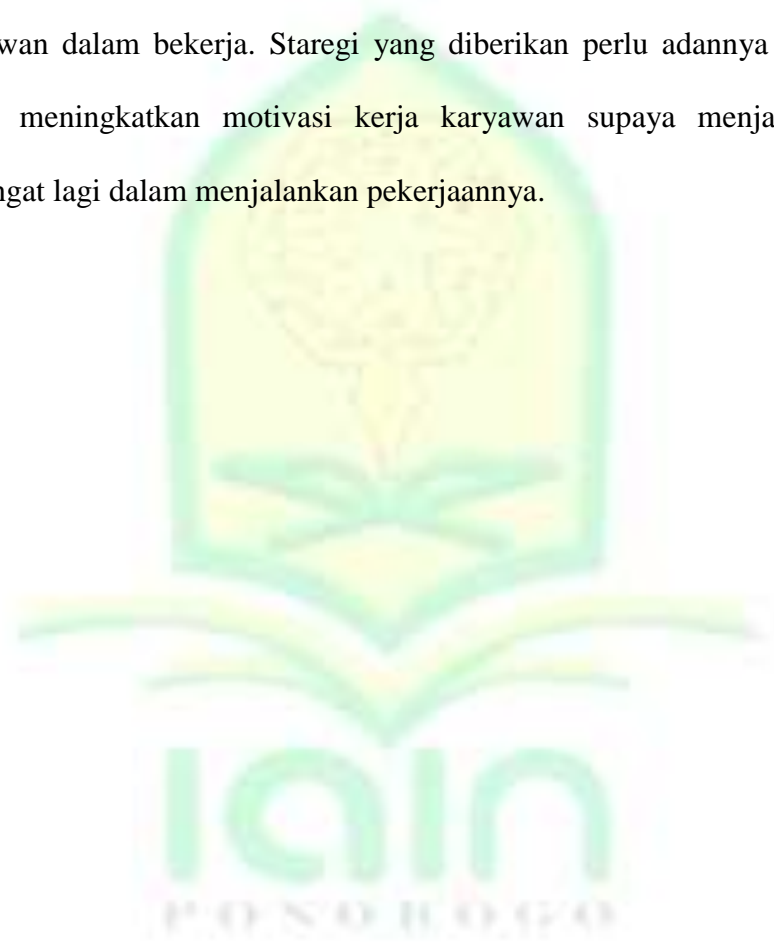 wan dalam bekerja. Staregi yang diberikan perlu adannya
meningkatkan motivasi kerja karyawan supaya menja
ngat lagi dalam menjalankan pekerjaannya.
iain
PONOROGO